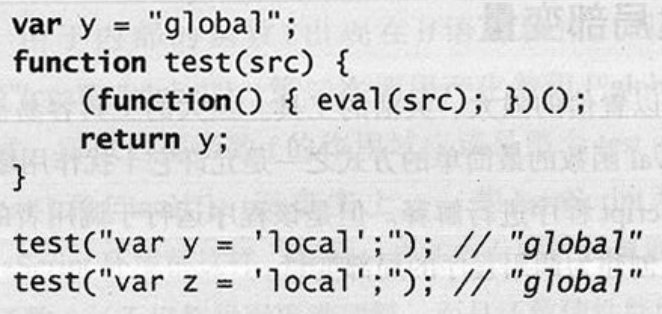 var y = "global";
function test(src) {
    (function() { eval(src); })();
    return y;
}
test("var y = 'local';"); // "global"
test("var z = 'local';"); // "global"